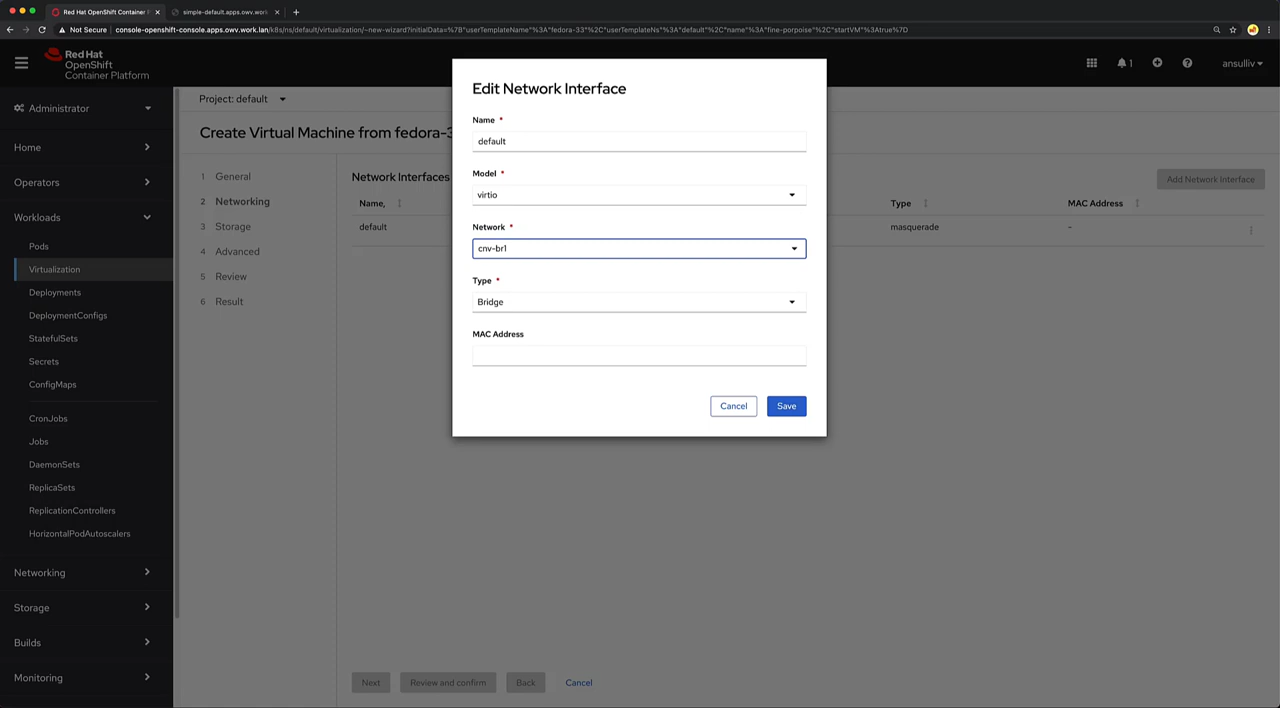 Red Hat OpenShift Container P
simple-default.apps.owv.work
Not Secure
console-openshift-console.apps.owv.work.lan/k8s/ns/default/virtualization/~new-wizard?initialData=%7B"userTemplateName"%3A"fedora-33"%2C"userTemplateNs"%3A"default"%2C"name"%3A"fine-porpoise"%2C"startVM"%3Atrue%7D
Red Hat
OpenShift
Container Platform
1
ansulliv
Administrator
Home
Operators
Workloads
Pods
Virtualization
Deployments
DeploymentConfigs
StatefulSets
Secrets
ConfigMaps
CronJobs
Jobs
DaemonSets
ReplicaSets
ReplicationControllers
HorizontalPodAutoscalers
Networking
Storage
Builds
Monitoring
Project: default
Create Virtual Machine from fedora-3
1 General
2 Networking
3 Storage
4 Advanced
5 Review
6 Result
Network Interfaces
Add Network Interface
Name, Type MAC Address
default masquerade -
Next Review and confirm Back Cancel
Edit Network Interface
Name *
default
Model *
virtio
Network *
cnv-br1
Type *
Bridge
MAC Address
Cancel Save